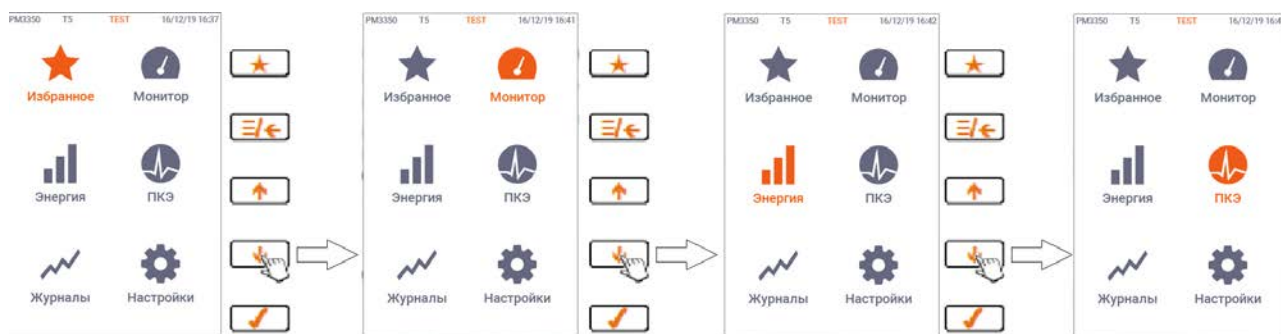 PM3350 T5 TEST 16/12/19 16:37
Избранное Монитор
Энергия ПКЭ
Журналы Настройки
PM3350 T5 TEST 16/12/19 16:41
Избранное Монитор
Энергия ПКЭ
Журналы Настройки
PM3350 T5 TEST 16/12/19 16:42
Избранное Монитор
Энергия ПКЭ
Журналы Настройки
PM3350 T5 TEST 16/12/19
Избранное Монитор
Энергия ПКЭ
Журналы Настройки